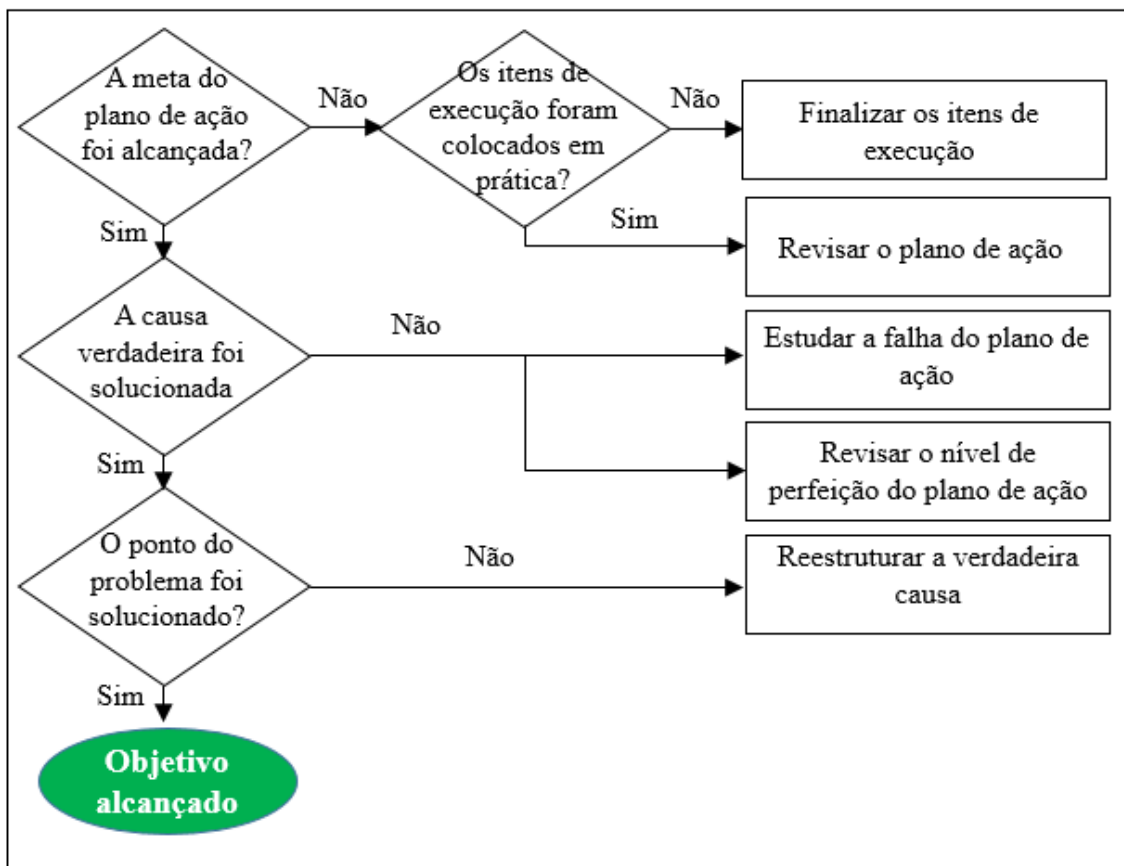 A meta do
plano de ação
foi alcançada?
Não
Os itens de
execução foram
colocados em
prática?
Não
Finalizar os itens de
execução
Sim
Sim
Revisar o plano de ação
A causa
verdadeira foi
solucionada
Não
Estudar a falha do plano de
ação
Revisar o nível de
perfeição do plano de ação
Sim
O ponto do
problema foi
solucionado?
Não
Reestruturar a verdadeira
causa
Sim
Objetivo
alcançado